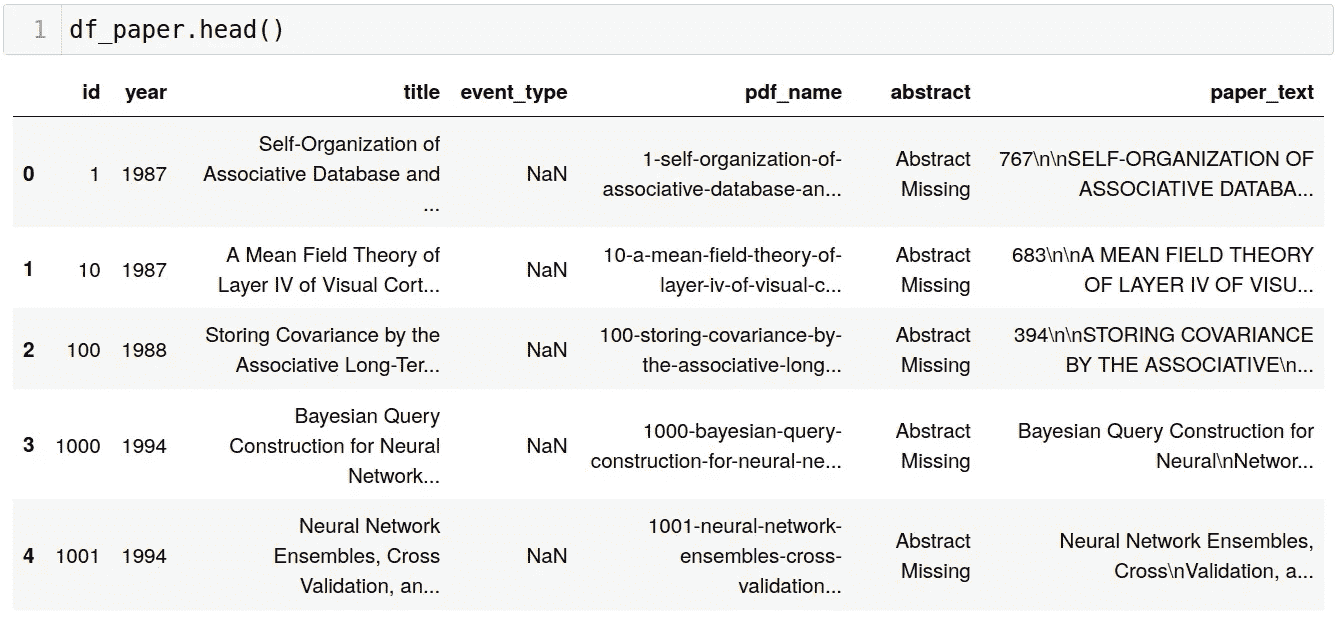 1 df_paper.head()
id year title event_type pdf_name abstract paper_text
0 1 1987 Self-Organization of Associative Database and ... NaN 1-self-organization-of-associative-database-an... Abstract Missing 767\n\nSELF-ORGANIZATION OF ASSOCIATIVE DATABA...
1 10 1987 A Mean Field Theory of Layer IV of Visual Cort... NaN 10-a-mean-field-theory-of-layer-iv-of-visual-c... Abstract Missing 683\n\nA MEAN FIELD THEORY OF LAYER IV OF VISU...
2 100 1988 Storing Covariance by the Associative Long-Ter... NaN 100-storing-covariance-by-the-associative-long... Abstract Missing 394\n\nSTORING COVARIANCE BY THE ASSOCIATIVE\n...
3 1000 1994 Bayesian Query Construction for Neural Network... NaN 1000-bayesian-query-construction-for-neural-ne... Abstract Missing Bayesian Query Construction for Neural\nNetwor...
4 1001 1994 Neural Network Ensembles, Cross Validation, an... NaN 1001-neural-network-ensembles-cross-validation... Abstract Missing Neural Network Ensembles, Cross\nValidation, a...